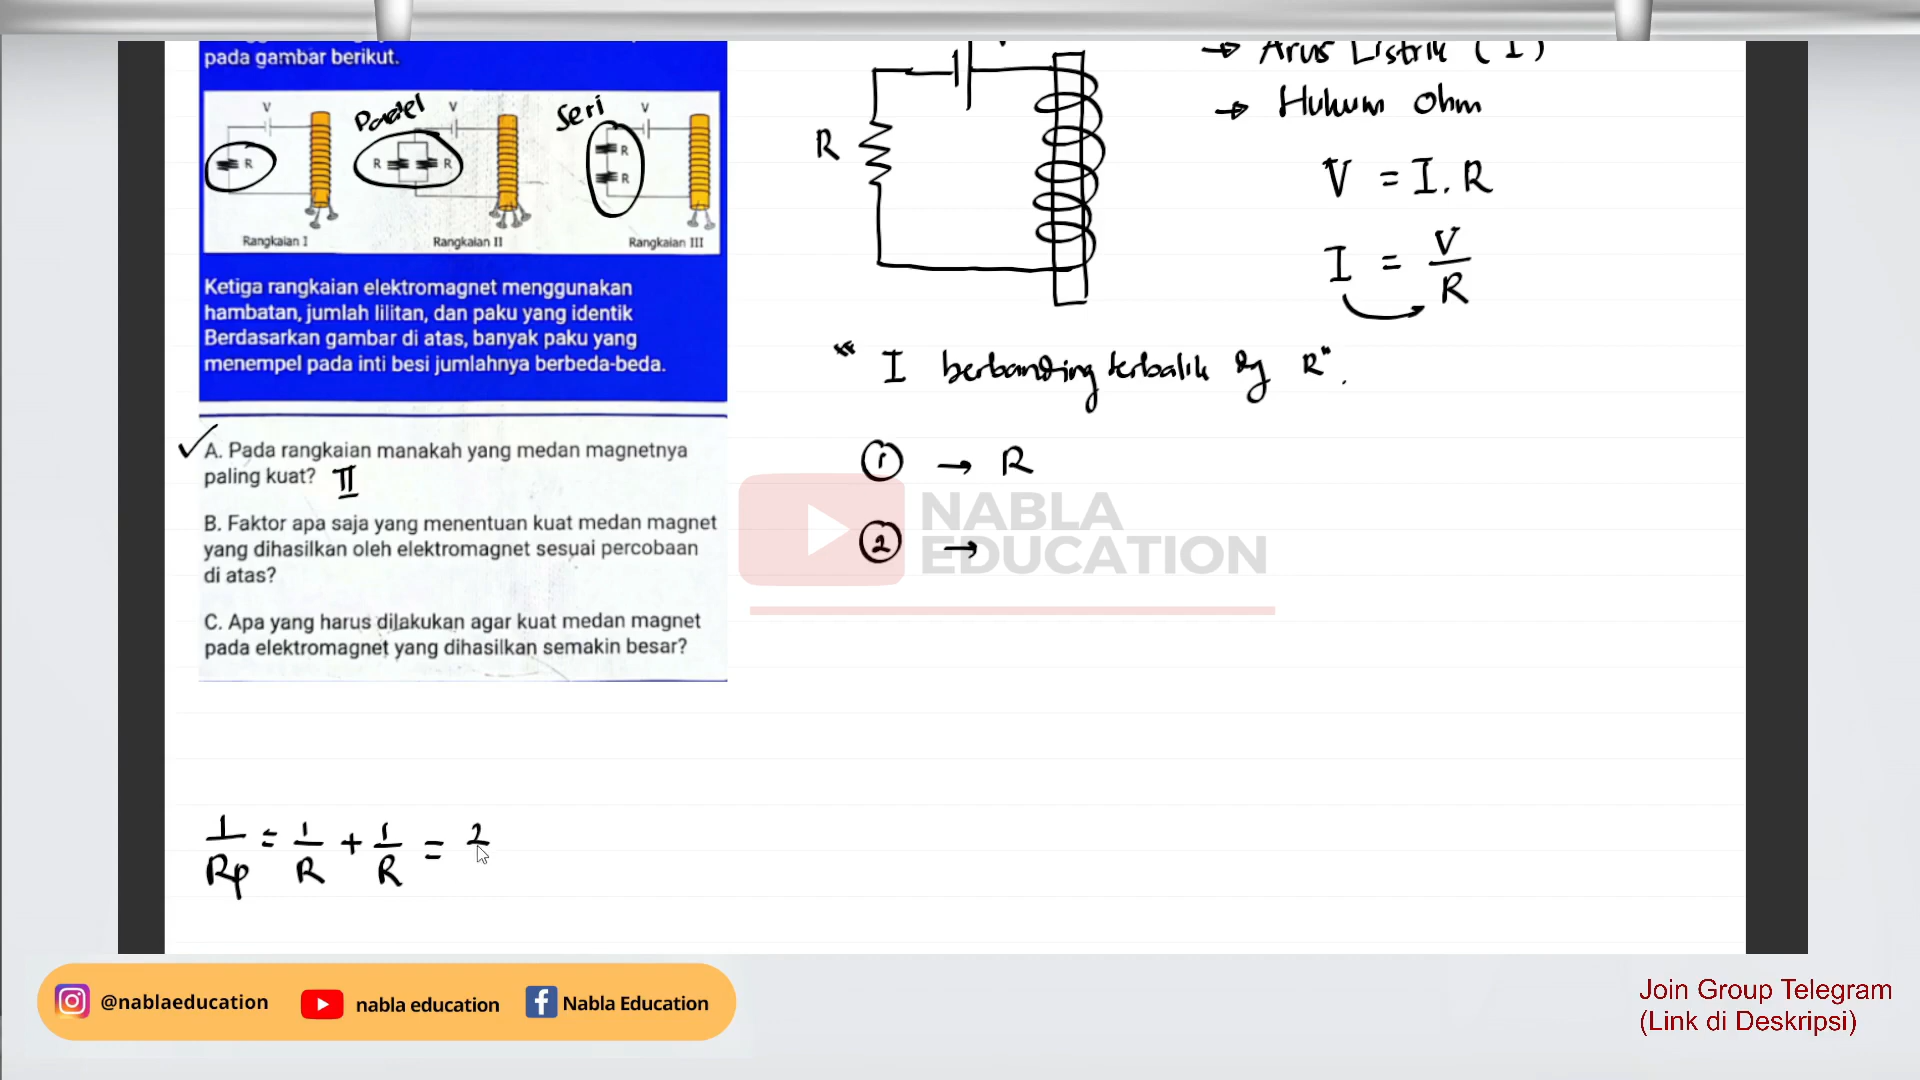 pada gambar berikut.
V
R
Rangkaian I
Paralel
V
R
R
Rangkaian II
Seri
V
R
R
Rangkaian III
Ketiga rangkaian elektromagnet menggunakan
hambatan, jumlah lilitan, dan paku yang identik
Berdasarkan gambar di atas, banyak paku yang
menempel pada inti besi jumlahnya berbeda-beda.
A. Pada rangkaian manakah yang medan magnetnya
paling kuat? II
B. Faktor apa saja yang menentuan kuat medan magnet
yang dihasilkan oleh elektromagnet sesuai percobaan
di atas?
C. Apa yang harus dilakukan agar kuat medan magnet
pada elektromagnet yang dihasilkan semakin besar?
1/Rp = 1/R + 1/R = 2
R
→ Arus Listrik (I)
→ Hukum Ohm
V = I . R
I = V/R
" I berbanding terbalik dg R".
① → R
② →
NABLA
EDUCATION
@nablaeducation
nabla education
Nabla Education
Join Group Telegram
(Link di Deskripsi)